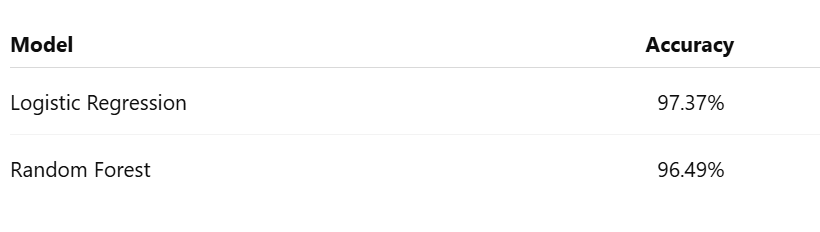 Model Accuracy
Logistic Regression 97.37%
Random Forest 96.49%